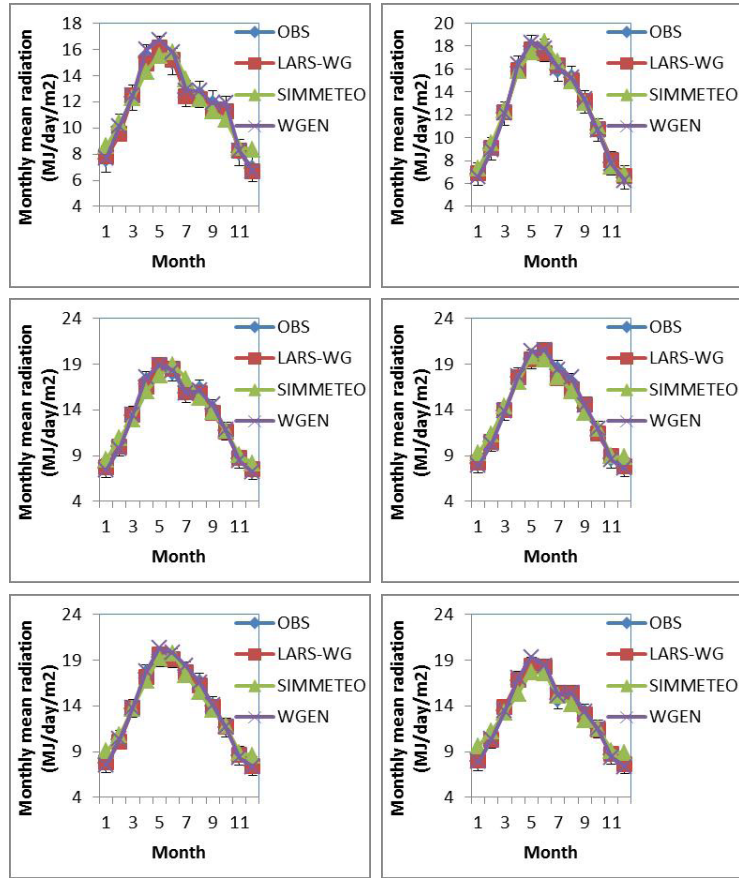 Monthly mean radiation
(MJ/day/m2)
18
16
14
12
10
8
6
4
1 3 5 7 9 11
Month
OBS
LARS-WG
SIMMETEO
WGEN
Monthly mean radiation
(MJ/day/m2)
20
18
16
14
12
10
8
6
4
1 3 5 7 9 11
Month
OBS
LARS-WG
SIMMETEO
WGEN
Monthly mean radiation
(MJ/day/m2)
24
19
14
9
4
1 3 5 7 9 11
Month
OBS
LARS-WG
SIMMETEO
WGEN
Monthly mean radiation
(MJ/day/m2)
24
19
14
9
4
1 3 5 7 9 11
Month
OBS
LARS-WG
SIMMETEO
WGEN
Monthly mean radiation
(MJ/day/m2)
24
19
14
9
4
1 3 5 7 9 11
Month
OBS
LARS-WG
SIMMETEO
WGEN
Monthly mean radiation
(MJ/day/m2)
24
19
14
9
4
1 3 5 7 9 11
Month
OBS
LARS-WG
SIMMETEO
WGEN